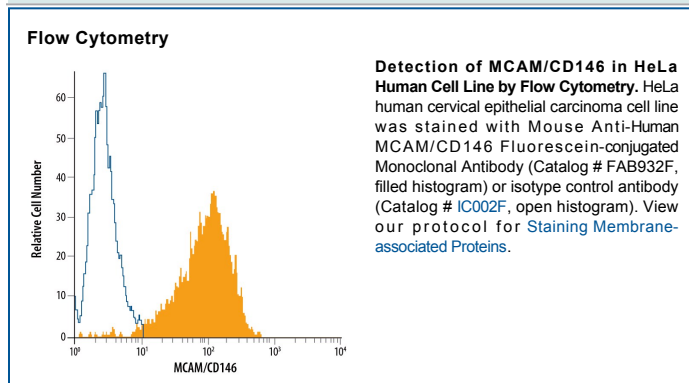 Flow Cytometry
Relative Cell Number
60
50
40
30
20
10
0
10⁰
10¹
10²
10³
10⁴
MCAM/CD146
Detection of MCAM/CD146 in HeLa
Human Cell Line by Flow Cytometry. HeLa
human cervical epithelial carcinoma cell line
was stained with Mouse Anti-Human
MCAM/CD146 Fluorescein-conjugated
Monoclonal Antibody (Catalog # FAB932F,
filled histogram) or isotype control antibody
(Catalog # IC002F, open histogram). View
our protocol for Staining Membrane-
associated Proteins.